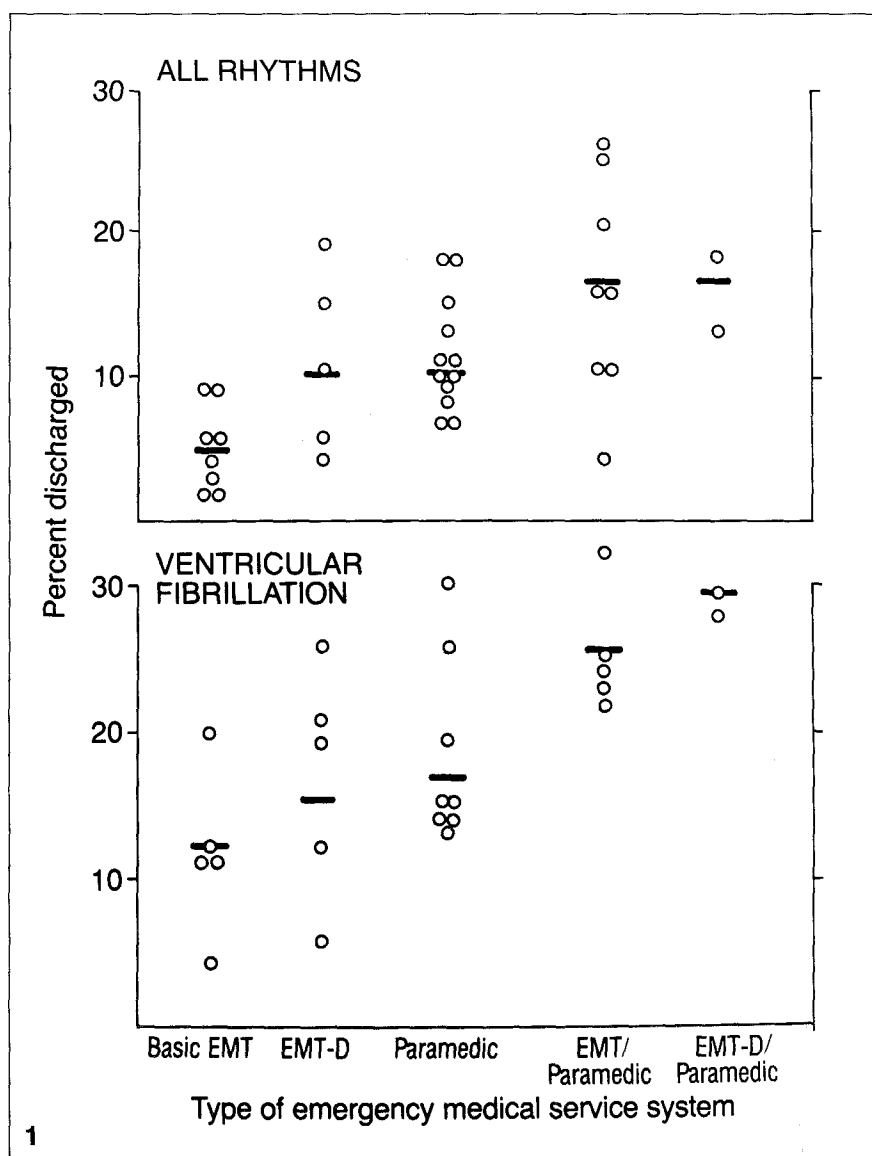 ALL RHYTHMS
30
20
10
Percent discharged
VENTRICULAR
FIBRILLATION
30
20
10
Basic EMT
EMT-D
Paramedic
EMT/
Paramedic
EMT-D/
Paramedic
Type of emergency medical service system
1